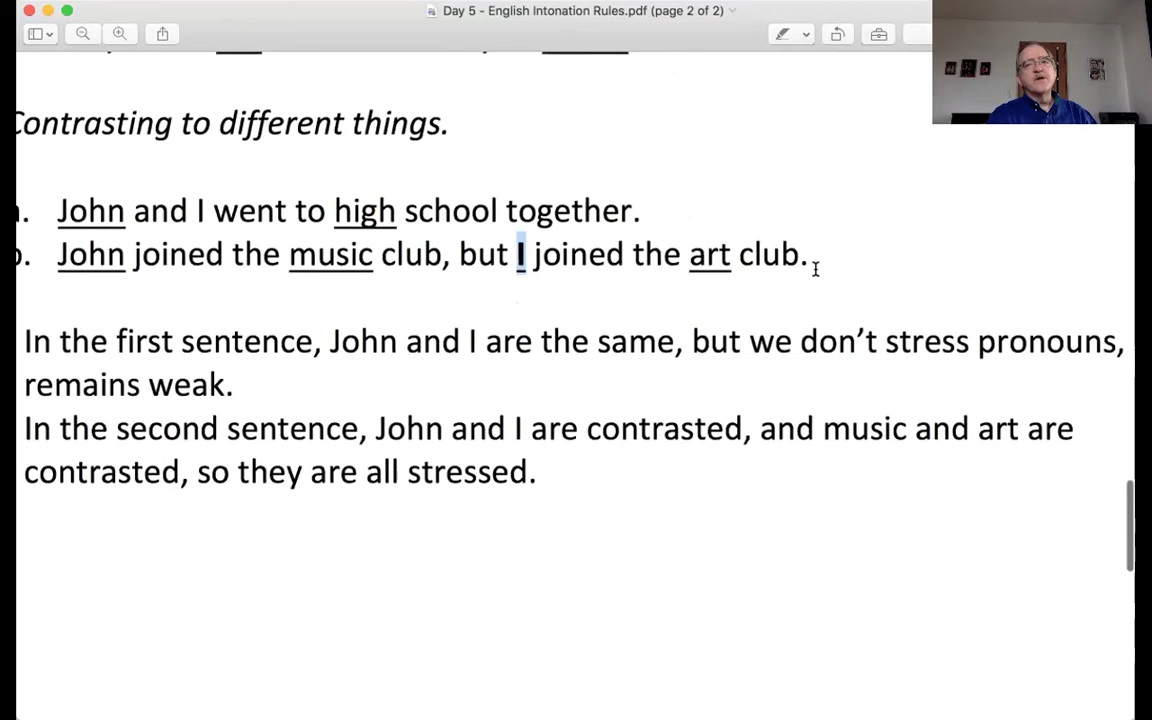 Day 5 - English Intonation Rules.pdf (page 2 of 2)
Contrasting to different things.
. John and I went to high school together.
. John joined the music club, but I joined the art club.
In the first sentence, John and I are the same, but we don't stress pronouns,
remains weak.
In the second sentence, John and I are contrasted, and music and art are
contrasted, so they are all stressed.